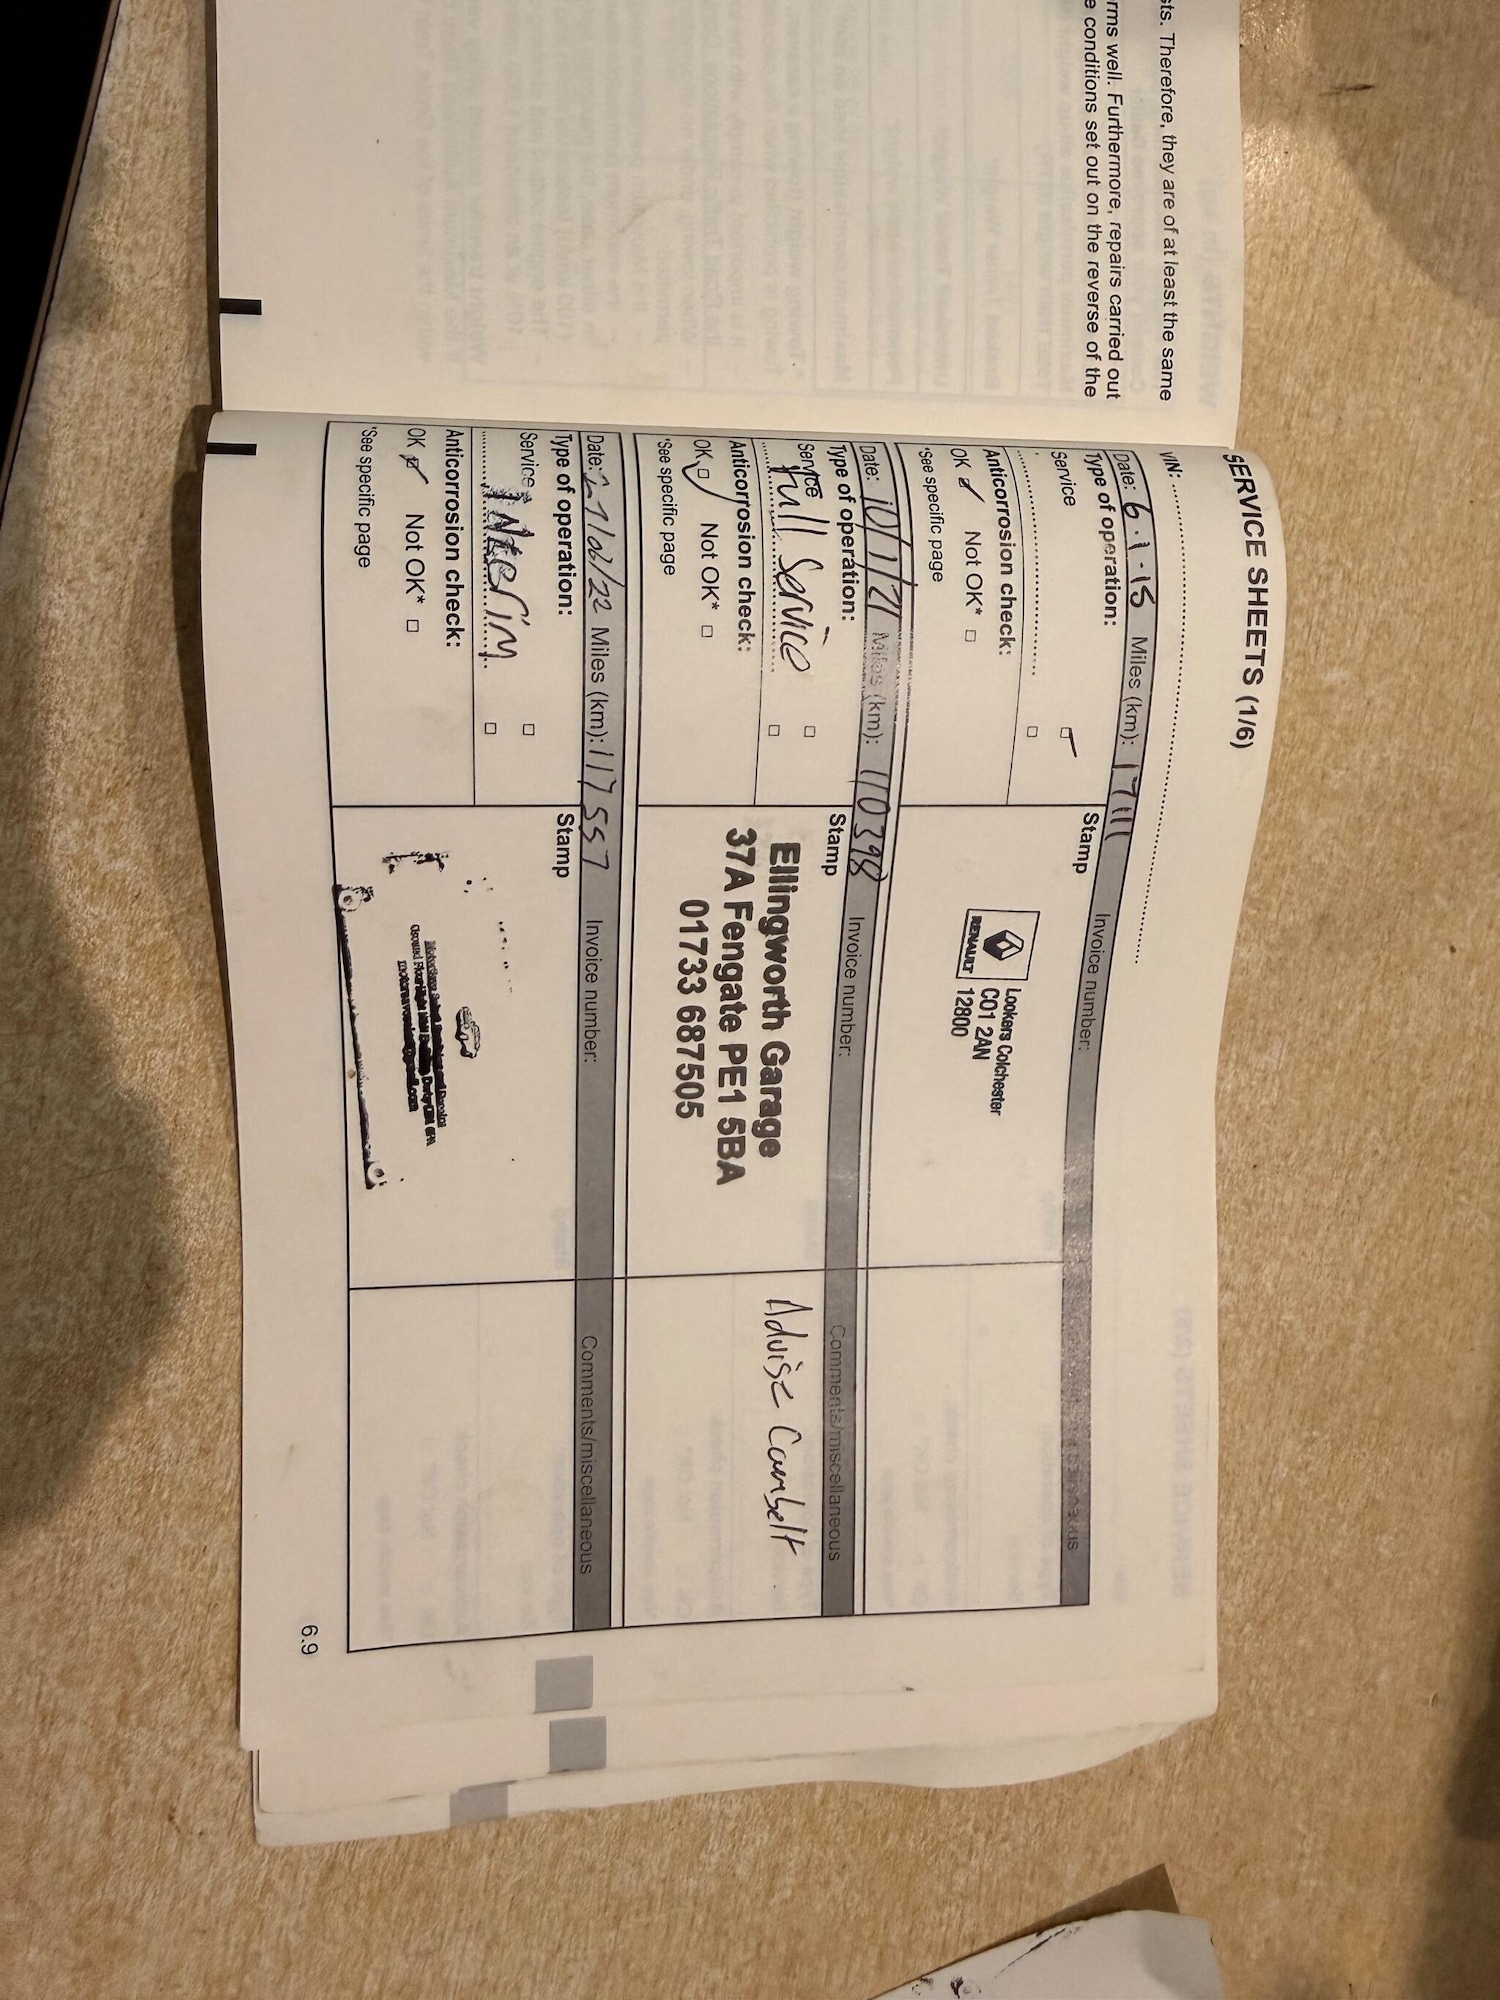 sts. Therefore, they are of at least the same
rms well. Furthermore, repairs carried out
e conditions set out on the reverse of the
SERVICE SHEETS (1/6)
VIN:
Date: 6.1.15 Miles (km): 17111 Invoice number:
Type of operation: Stamp
Service
Anticorrosion check:
OK Not OK*
*See specific page
RENAULT
Lookers Colchester
CO1 2AN
12800
Date: 10/1/21 Miles (km): 110398 Invoice number: Comments/miscellaneous
Type of operation: Stamp
Service
Full Service
Anticorrosion check:
OK Not OK*
*See specific page
Ellingworth Garage
37A Fengate PE1 5BA
01733 687505
Advise Cambelt
Date: Miles (km): 117557 Invoice number: Comments/miscellaneous
Type of operation: Stamp
Service
INterim
Anticorrosion check:
OK Not OK*
*See specific page
6.9